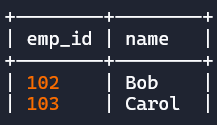 +--------+-------+
| emp_id | name  |
+--------+-------+
| 102    | Bob   |
| 103    | Carol |